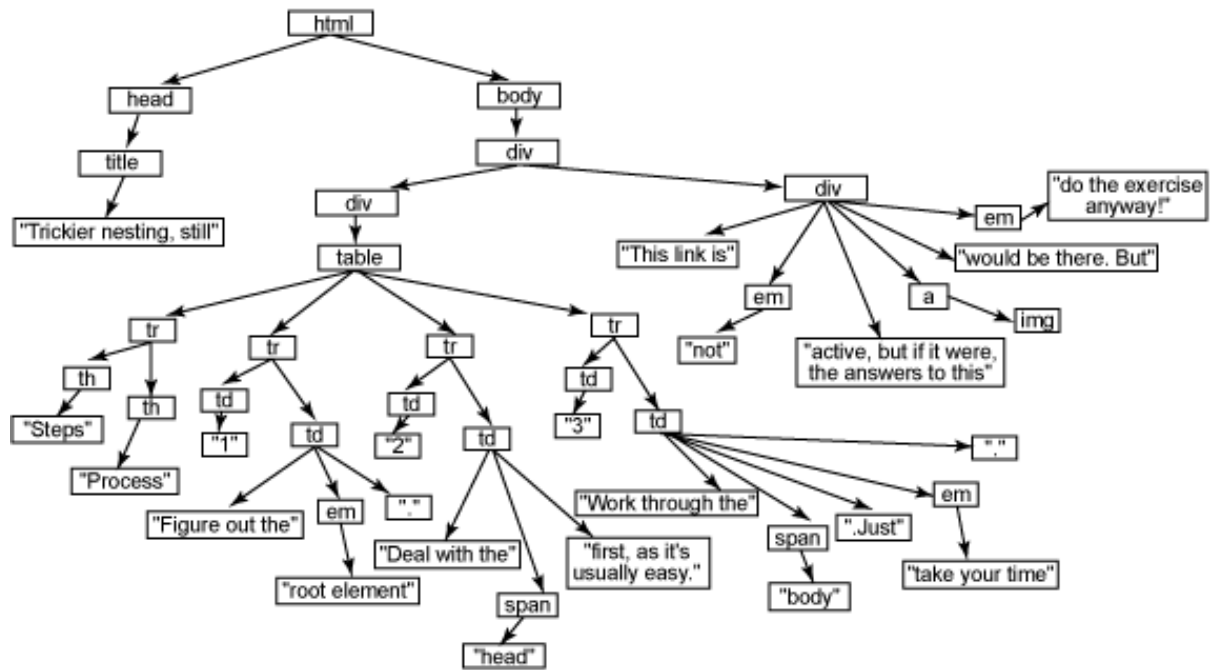 html
head
body
title
div
div
div
"do the exercise
anyway!"
em
"Trickier nesting, still"
"This link is"
"would be there. But"
table
em
a
img
tr
tr
tr
tr
"not"
"active, but if it were,
the answers to this"
th
td
td
td
th
"Steps"
"1"
"2"
"3"
td
td
td
"."
"Process"
"Work through the"
em
"Figure out the"
em
"."
".Just"
"Deal with the"
"first, as it's
usually easy."
span
"take your time"
"root element"
span
"body"
"head"